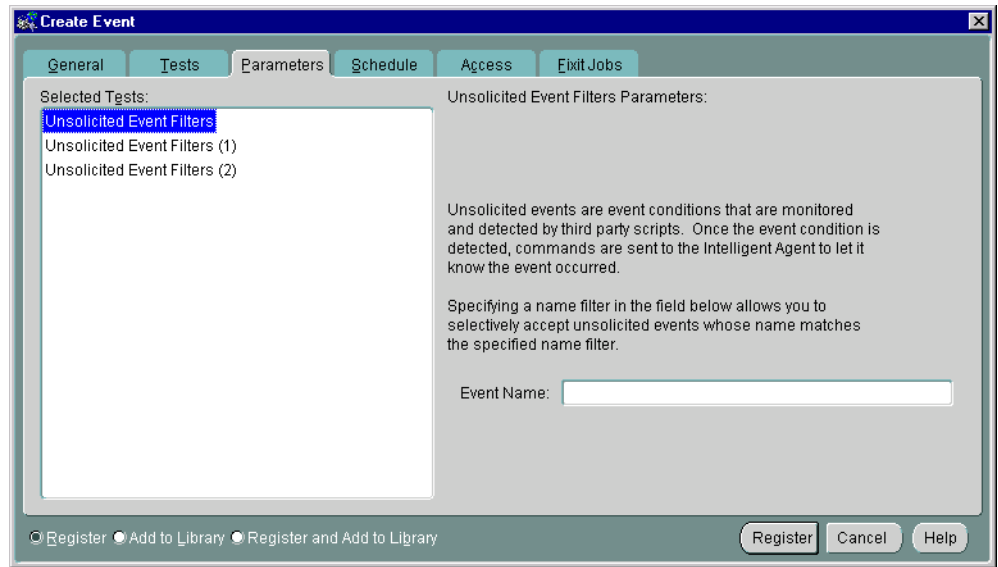 Create Event
General Tests Parameters Schedule Access Fixit Jobs
Selected Tests:
Unsolicited Event Filters
Unsolicited Event Filters (1)
Unsolicited Event Filters (2)
Unsolicited Event Filters Parameters:
Unsolicited events are event conditions that are monitored
and detected by third party scripts. Once the event condition is
detected, commands are sent to the Intelligent Agent to let it
know the event occurred.
Specifying a name filter in the field below allows you to
selectively accept unsolicited events whose name matches
the specified name filter.
Event Name:
Register Add to Library Register and Add to Library
Register Cancel Help